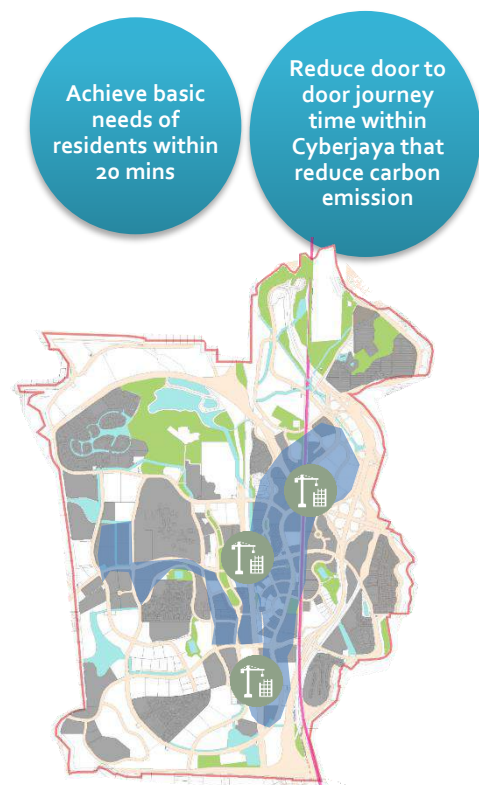 Achieve basic
needs of
residents within
20 mins
Reduce door to
door journey
time within
Cyberjaya that
reduce carbon
emission